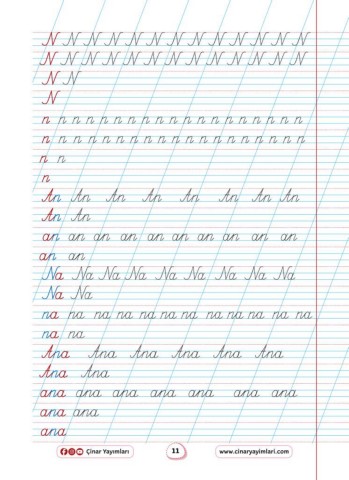 N N N N N N N N N N N N N
N N N N N N N N N N N N N
N N
N
n n n n n n n n n n n n n n n n n n n
n n n n n n n n n n n n n n n n n n n
n n
n
An An An An An An An An
An An
an an an an an an an an an an
an an
Na Na Na Na Na Na Na Na Na
Na Na
na na na na na na na na na na na na
na na
Ana Ana Ana Ana Ana Ana
Ana Ana
ana ana ana ana ana ana ana
ana ana
ana
Çinar Yayımları 11 www.cinaryayimlari.com